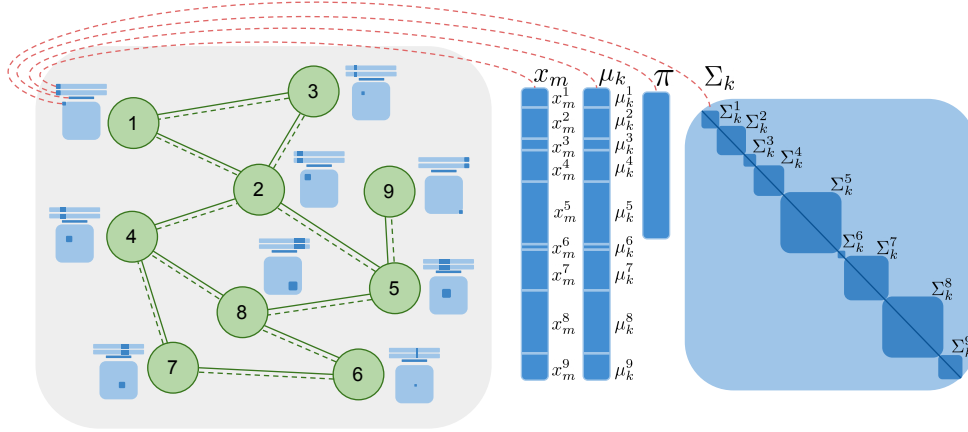 1
3
2
9
4
5
8
7
6
x_m
μ_k
π
Σ_k
x_m^1
x_m^2
x_m^3
x_m^4
x_m^5
x_m^6
x_m^7
x_m^8
x_m^9
μ_k^1
μ_k^2
μ_k^3
μ_k^4
μ_k^5
μ_k^6
μ_k^7
μ_k^8
μ_k^9
Σ_k^1
Σ_k^2
Σ_k^3
Σ_k^4
Σ_k^5
Σ_k^6
Σ_k^7
Σ_k^8
Σ_k^9